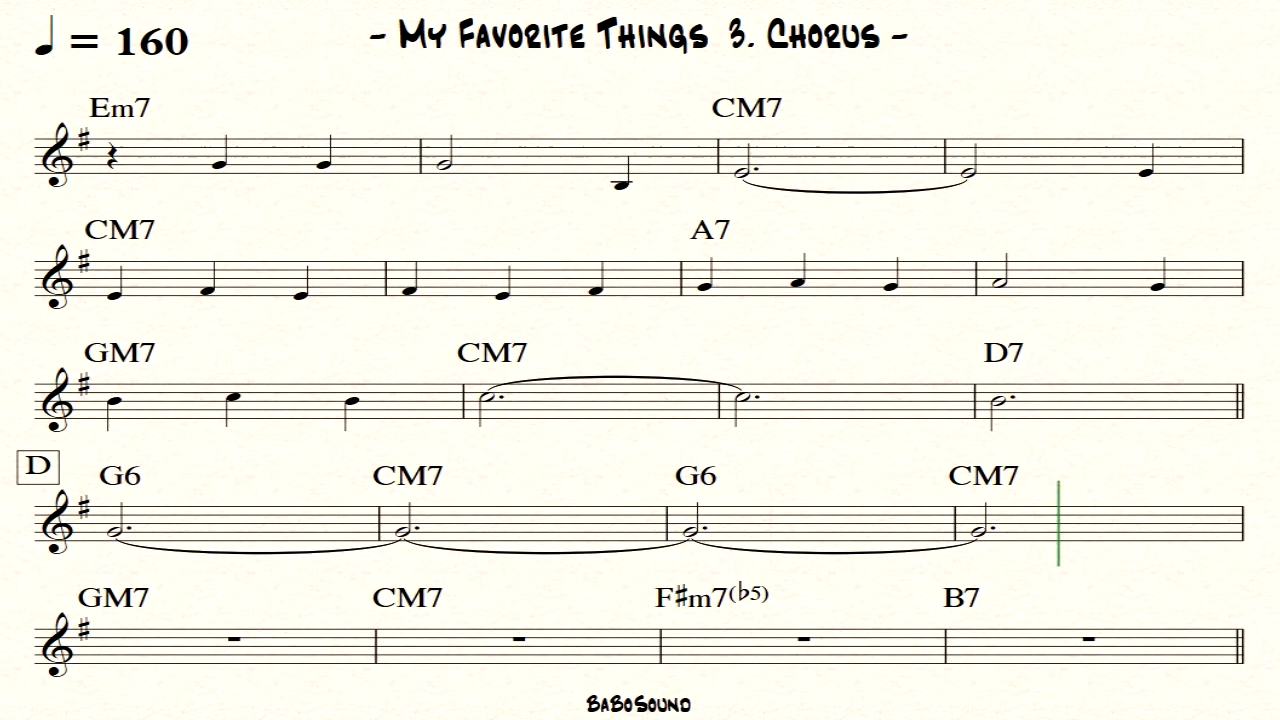 ♩ = 160
- My Favorite Things 3. Chorus -
Em7 CM7
CM7 A7
GM7 CM7 D7
D
G6 CM7 G6 CM7
GM7 CM7 F♯m7(♭5) B7
BaBoSound